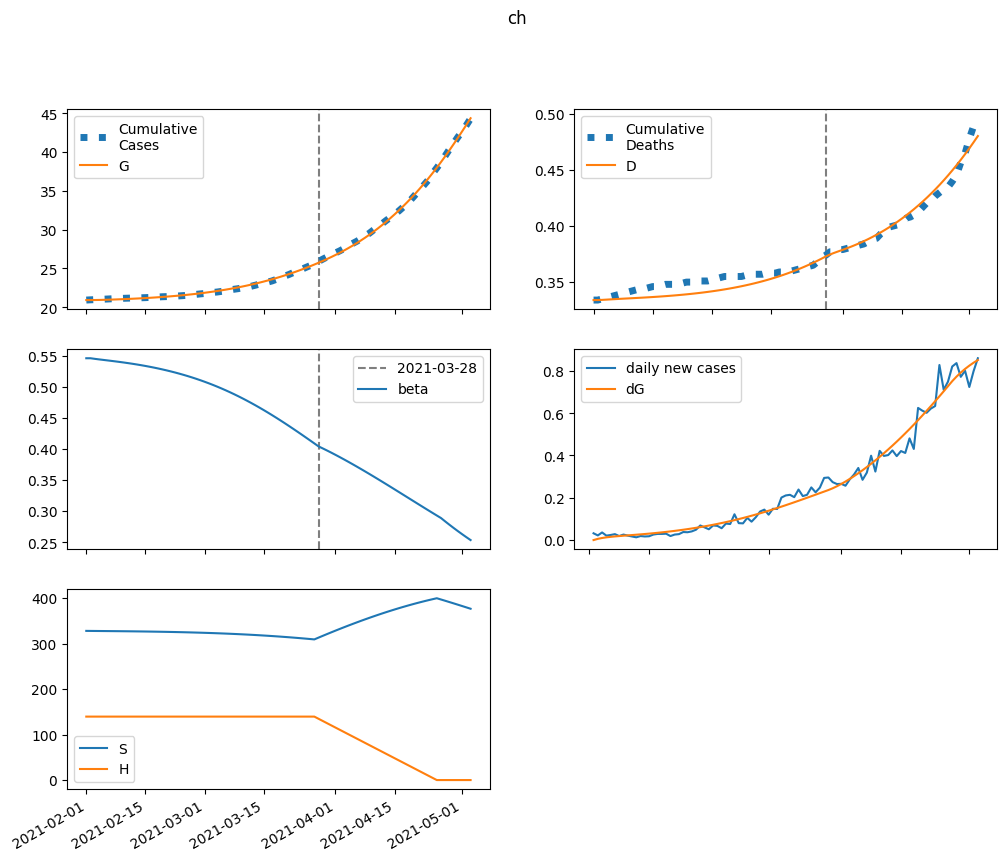 ch
45
40
35
30
25
20
Cumulative
Cases
G
0.50
0.45
0.40
0.35
Cumulative
Deaths
D
0.55
0.50
0.45
0.40
0.35
0.30
0.25
2021-03-28
beta
0.8
0.6
0.4
0.2
0.0
daily new cases
dG
400
300
200
100
0
S
H
2021-02-01
2021-02-15
2021-03-01
2021-03-15
2021-04-01
2021-04-15
2021-05-01